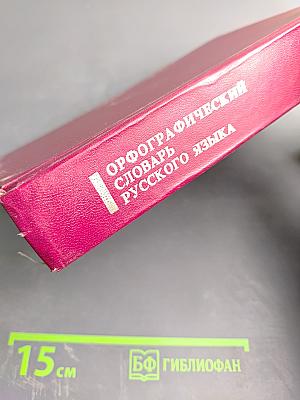 ОРФОГРАФИЧЕСКИЙ
СЛОВАРЬ
РУССКОГО ЯЗЫКА
15 см
БФ ГИБЛИОФАН